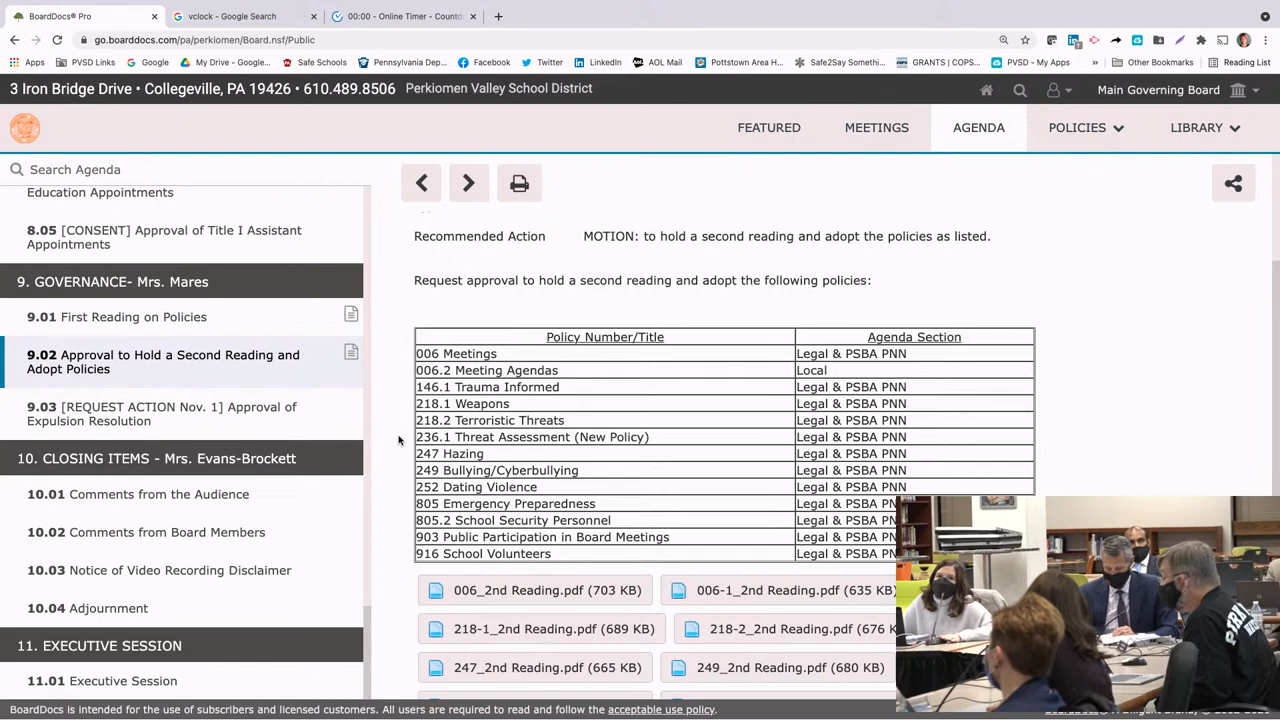 BoardDocs® Pro
vclock - Google Search
00:00 - Online Timer - Countd
go.boarddocs.com/pa/perkiomen/Board.nsf/Public
Apps PVSD Links Google My Drive - Google... Safe Schools Pennsylvania Dep... Facebook Twitter LinkedIn AOL Mail Pottstown Area H... Safe2Say Somethi... GRANTS | COPS... PVSD - My Apps » Other Bookmarks Reading List
3 Iron Bridge Drive • Collegeville, PA 19426 • 610.489.8506 Perkiomen Valley School District Main Governing Board
FEATURED MEETINGS AGENDA POLICIES LIBRARY
Search Agenda
Education Appointments
8.05 [CONSENT] Approval of Title I Assistant
Appointments
9. GOVERNANCE- Mrs. Mares
9.01 First Reading on Policies
9.02 Approval to Hold a Second Reading and
Adopt Policies
9.03 [REQUEST ACTION Nov. 1] Approval of
Expulsion Resolution
10. CLOSING ITEMS - Mrs. Evans-Brockett
10.01 Comments from the Audience
10.02 Comments from Board Members
10.03 Notice of Video Recording Disclaimer
10.04 Adjournment
11. EXECUTIVE SESSION
11.01 Executive Session
Recommended Action MOTION: to hold a second reading and adopt the policies as listed.
Request approval to hold a second reading and adopt the following policies:
Policy Number/Title Agenda Section
006 Meetings Legal & PSBA PNN
006.2 Meeting Agendas Local
146.1 Trauma Informed Legal & PSBA PNN
218.1 Weapons Legal & PSBA PNN
218.2 Terroristic Threats Legal & PSBA PNN
236.1 Threat Assessment (New Policy) Legal & PSBA PNN
247 Hazing Legal & PSBA PNN
249 Bullying/Cyberbullying Legal & PSBA PNN
252 Dating Violence Legal & PSBA PNN
805 Emergency Preparedness Legal & PSBA PNN
805.2 School Security Personnel Legal & PSBA P
903 Public Participation in Board Meetings Legal & PSBA P
916 School Volunteers Legal & PSBA P
006_2nd Reading.pdf (703 KB) 006-1_2nd Reading.pdf (635 KB)
218-1_2nd Reading.pdf (689 KB) 218-2_2nd Reading.pdf (676 K
247_2nd Reading.pdf (665 KB) 249_2nd Reading.pdf (680 KB)
BoardDocs is intended for the use of subscribers and licensed customers. All users are required to read and follow the acceptable use policy.